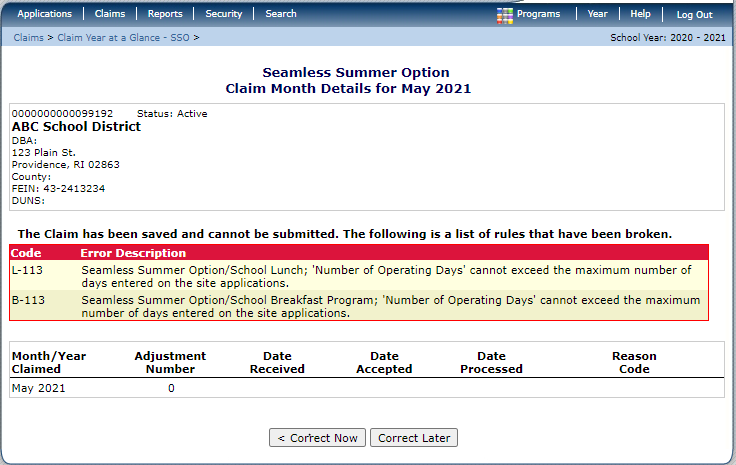 Applications | Claims | Reports | Security | Search Programs | Year | Help | Log Out
Claims > Claim Year at a Glance - SSO > School Year: 2020 - 2021
Seamless Summer Option
Claim Month Details for May 2021
0000000000099192 Status: Active
ABC School District
DBA:
123 Plain St.
Providence, RI 02863
County:
FEIN: 43-2413234
DUNS:
The Claim has been saved and cannot be submitted. The following is a list of rules that have been broken.
Code Error Description
L-113 Seamless Summer Option/School Lunch; 'Number of Operating Days' cannot exceed the maximum number of
days entered on the site applications.
B-113 Seamless Summer Option/School Breakfast Program; 'Number of Operating Days' cannot exceed the maximum
number of days entered on the site applications.
Month/Year Adjustment Date Date Date Reason
Claimed Number Received Accepted Processed Code
May 2021 0
< Correct Now Correct Later